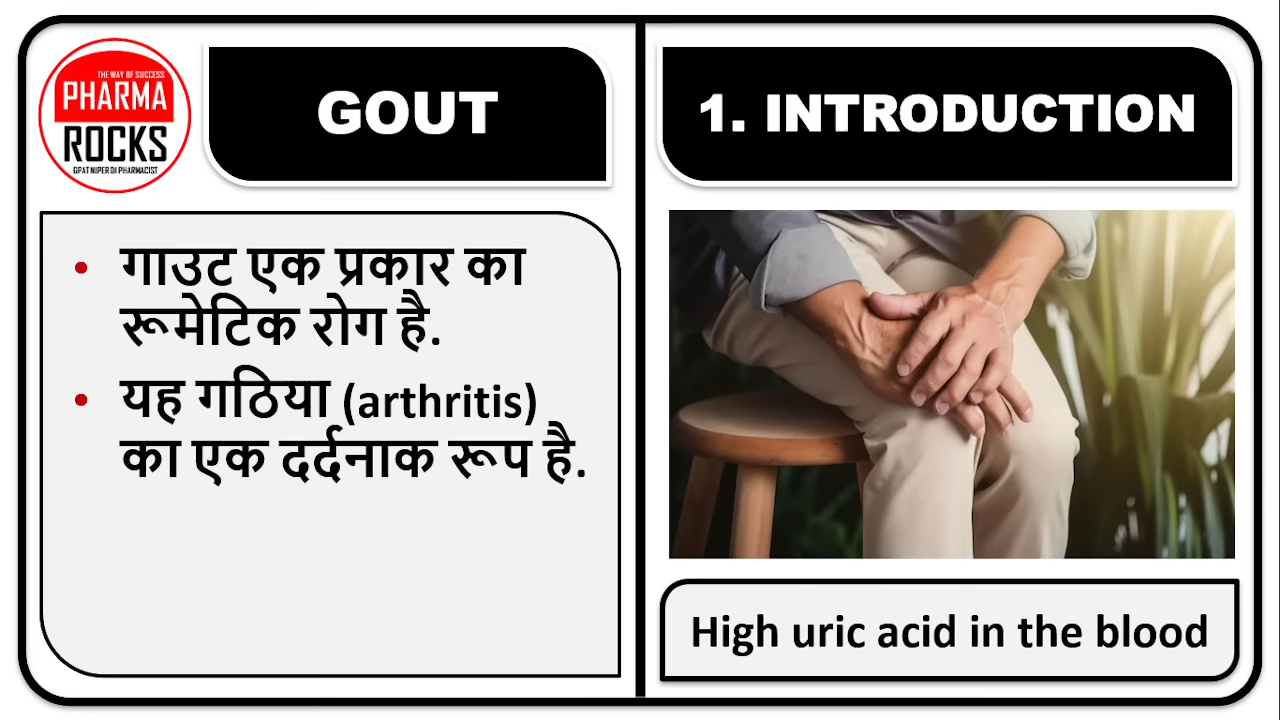 THE WAY OF SUCCESS
PHARMA
ROCKS
GPAT NIPER DI PHARMACIST
GOUT
• गाउट एक प्रकार का
रूमेटिक रोग है.
• यह गठिया (arthritis)
का एक दर्दनाक रूप है.
1. INTRODUCTION
High uric acid in the blood